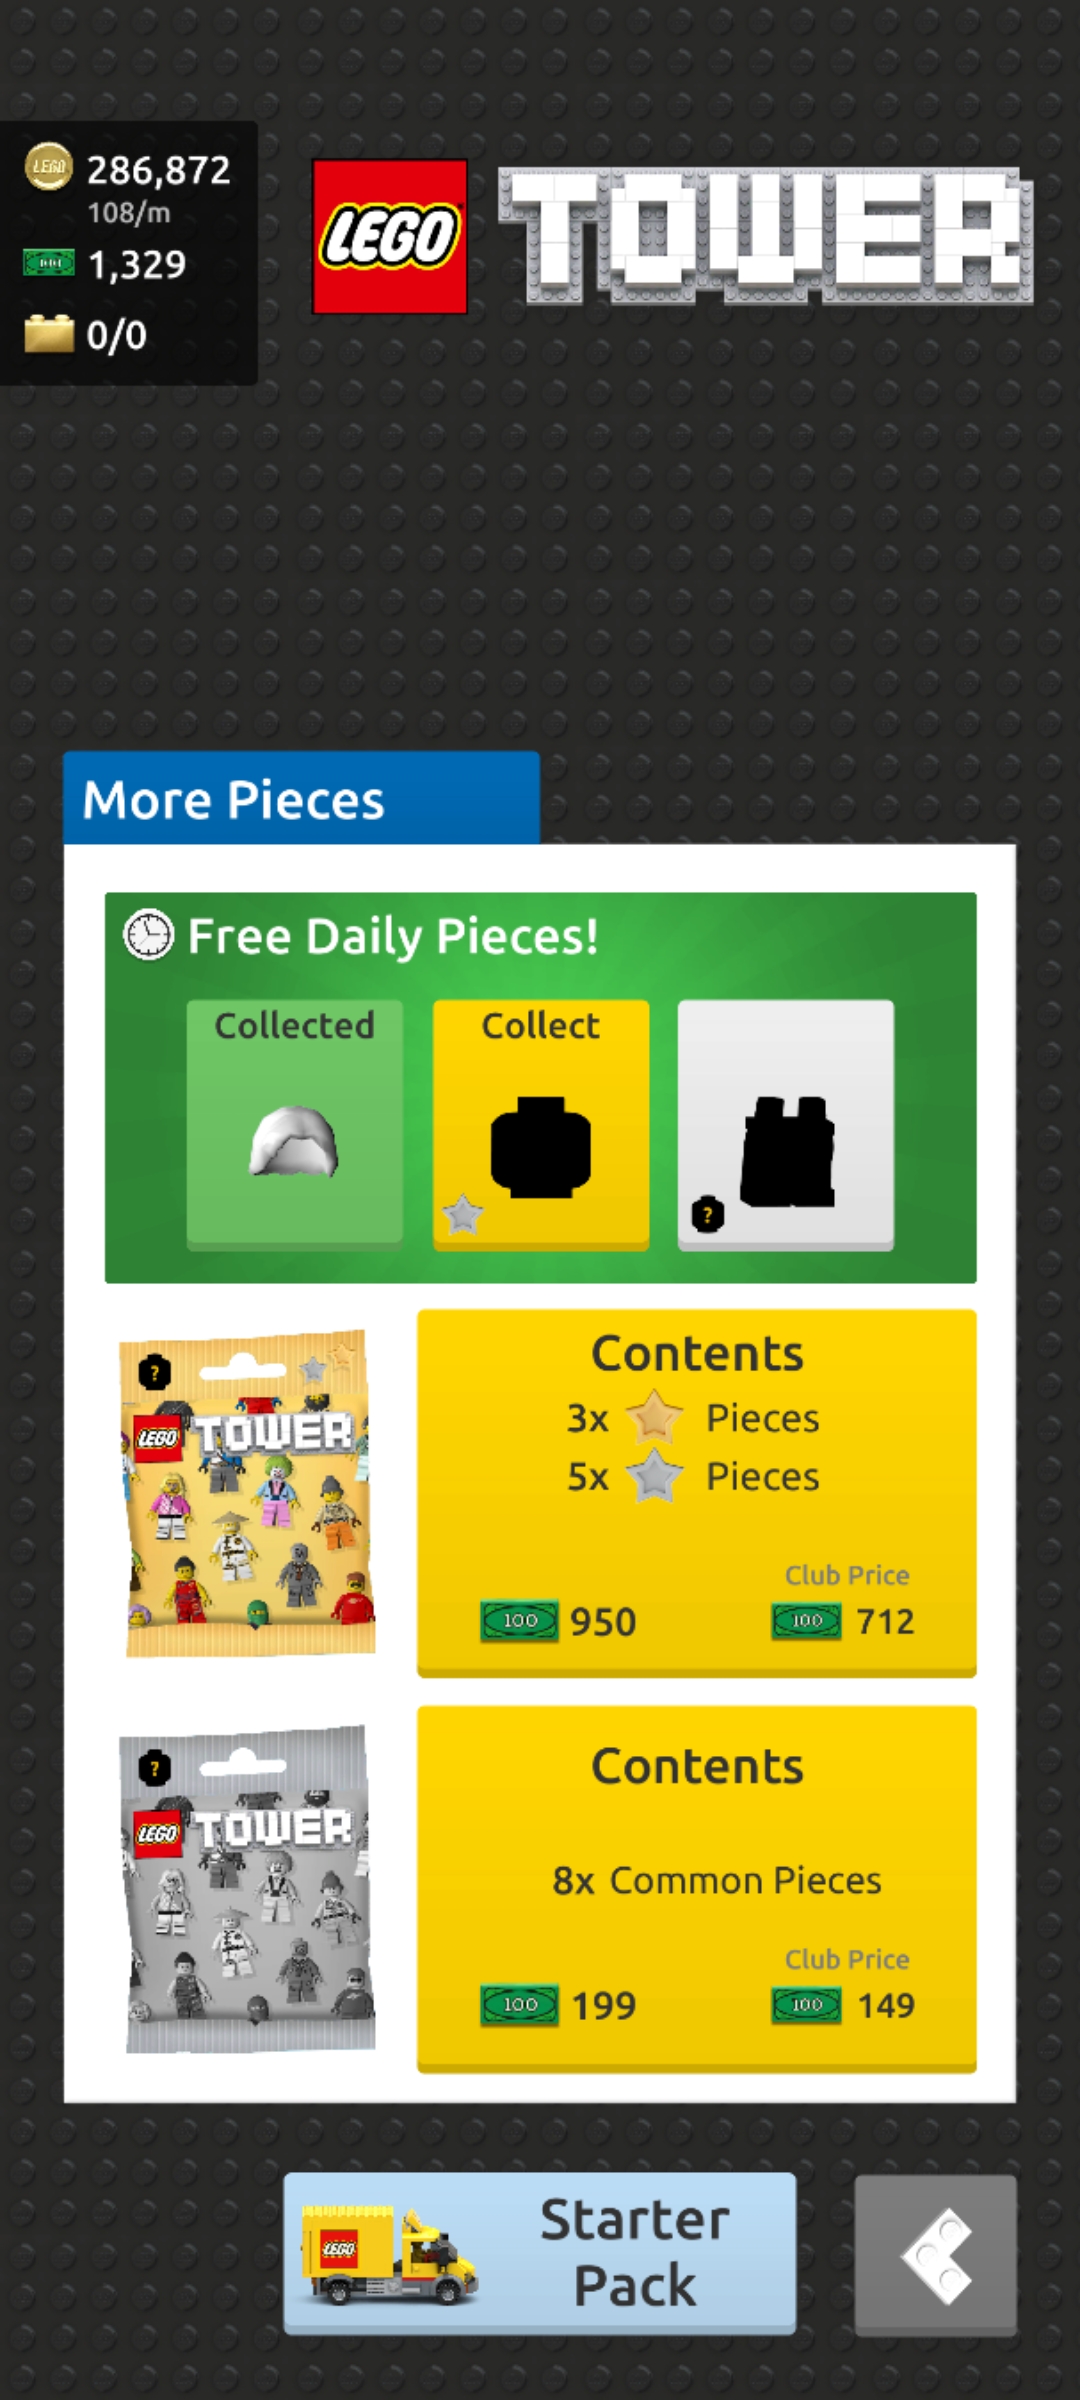 LEGO
286,872
108/m
1,329
0/0
LEGO TOWER
More Pieces
Free Daily Pieces!
Collected
Collect
?
?
LEGO TOWER
Contents
3x Pieces
5x Pieces
Club Price
100 950
100 712
?
LEGO TOWER
Contents
8x Common Pieces
Club Price
100 199
100 149
LEGO
Starter
Pack